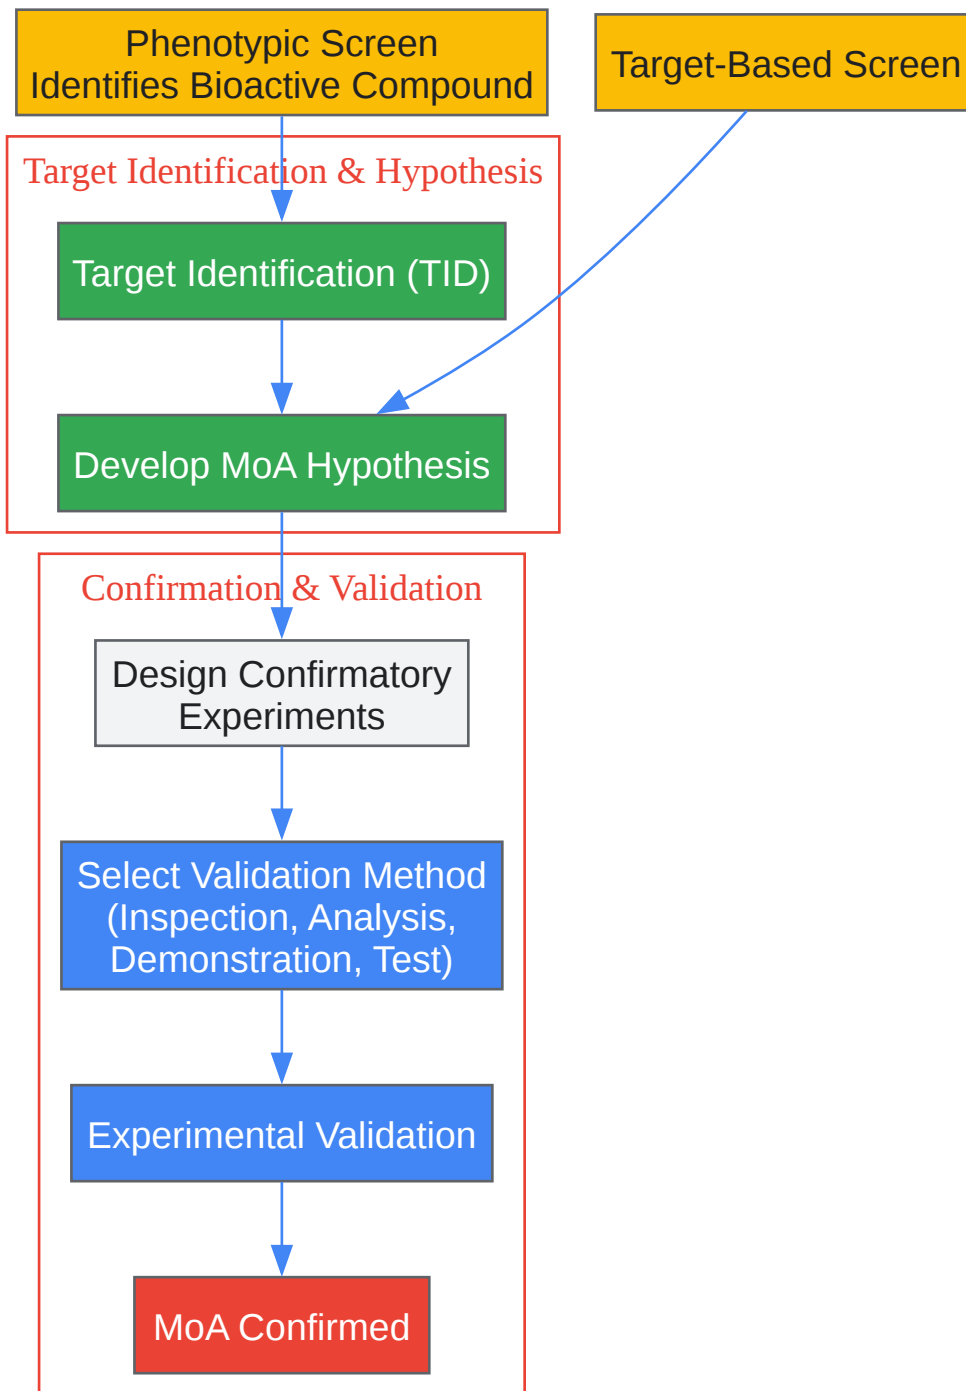 Phenotypic Screen
Identifies Bioactive Compound
Target-Based Screen
Target Identification & Hypothesis
Target Identification (TID)
Develop MoA Hypothesis
Confirmation & Validation
Design Confirmatory
Experiments
Select Validation Method
(Inspection, Analysis,
Demonstration, Test)
Experimental Validation
MoA Confirmed